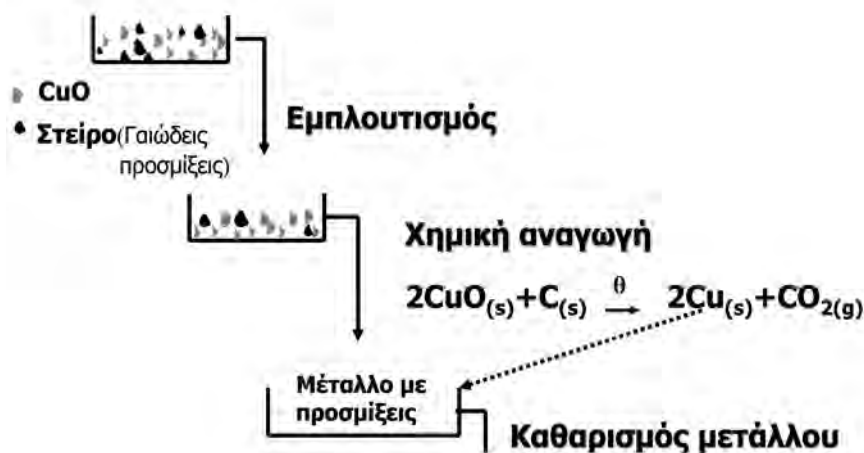 CuO
Στείρο(Γαιώδεις
προσμίξεις)
Εμπλουτισμός
Χημική αναγωγή
2CuO(s)+C(s) θ → 2Cu(s)+CO2(g)
Μέταλλο με
προσμίξεις
Καθαρισμός μετάλλου